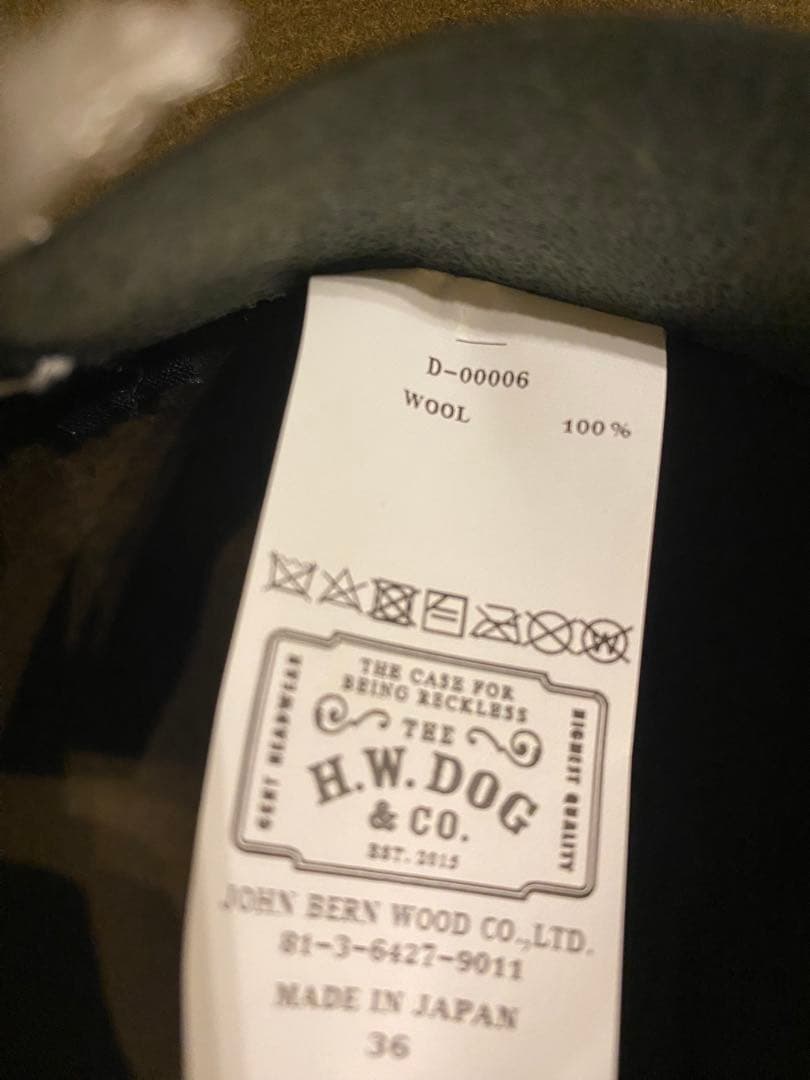 D-00006
WOOL 100%
W
THE CASE FOR
BEING RECKLESS
THE
H.W.DOG
& CO.
EST. 2015
GENT HEADWEAR
HIGHEST QUALITY
JOHN BERN WOOD CO.,LTD.
81-3-6427-9011
MADE IN JAPAN
36